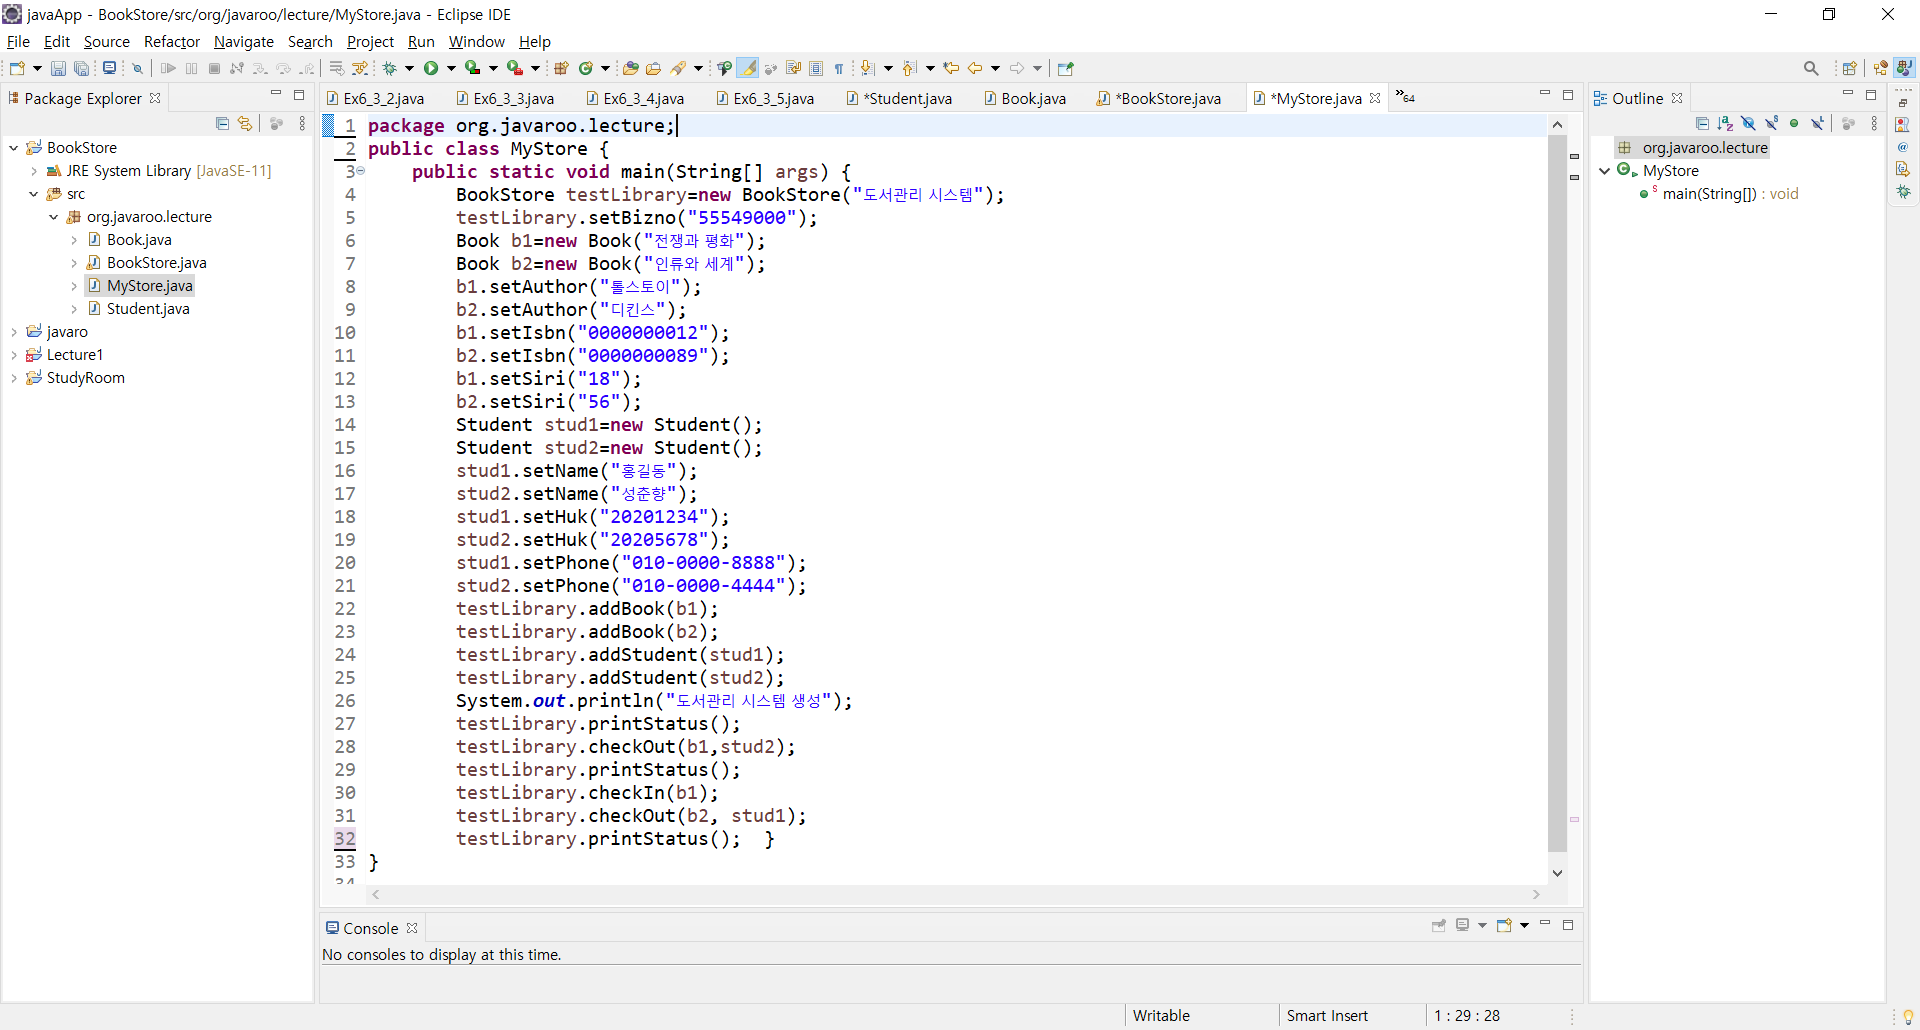 javaApp - BookStore/src/org/javaroo/lecture/MyStore.java - Eclipse IDE
File Edit Source Refactor Navigate Search Project Run Window Help
Package Explorer
BookStore
JRE System Library [JavaSE-11]
src
org.javaroo.lecture
Book.java
BookStore.java
MyStore.java
Student.java
javaro
Lecture1
StudyRoom
Ex6_3_2.java Ex6_3_3.java Ex6_3_4.java Ex6_3_5.java *Student.java Book.java *BookStore.java *MyStore.java »64
1 package org.javaroo.lecture;
2 public class MyStore {
3 public static void main(String[] args) {
4 BookStore testLibrary=new BookStore("도서관리 시스템");
5 testLibrary.setBizno("55549000");
6 Book b1=new Book("전쟁과 평화");
7 Book b2=new Book("인류와 세계");
8 b1.setAuthor("톨스토이");
9 b2.setAuthor("디킨스");
10 b1.setIsbn("0000000012");
11 b2.setIsbn("0000000089");
12 b1.setSiri("18");
13 b2.setSiri("56");
14 Student stud1=new Student();
15 Student stud2=new Student();
16 stud1.setName("홍길동");
17 stud2.setName("성춘향");
18 stud1.setHuk("20201234");
19 stud2.setHuk("20205678");
20 stud1.setPhone("010-0000-8888");
21 stud2.setPhone("010-0000-4444");
22 testLibrary.addBook(b1);
23 testLibrary.addBook(b2);
24 testLibrary.addStudent(stud1);
25 testLibrary.addStudent(stud2);
26 System.out.println("도서관리 시스템 생성");
27 testLibrary.printStatus();
28 testLibrary.checkOut(b1,stud2);
29 testLibrary.printStatus();
30 testLibrary.checkIn(b1);
31 testLibrary.checkOut(b2, stud1);
32 testLibrary.printStatus(); }
33 }
34
Outline
org.javaroo.lecture
MyStore
main(String[]) : void
Console
No consoles to display at this time.
Writable Smart Insert 1 : 29 : 28